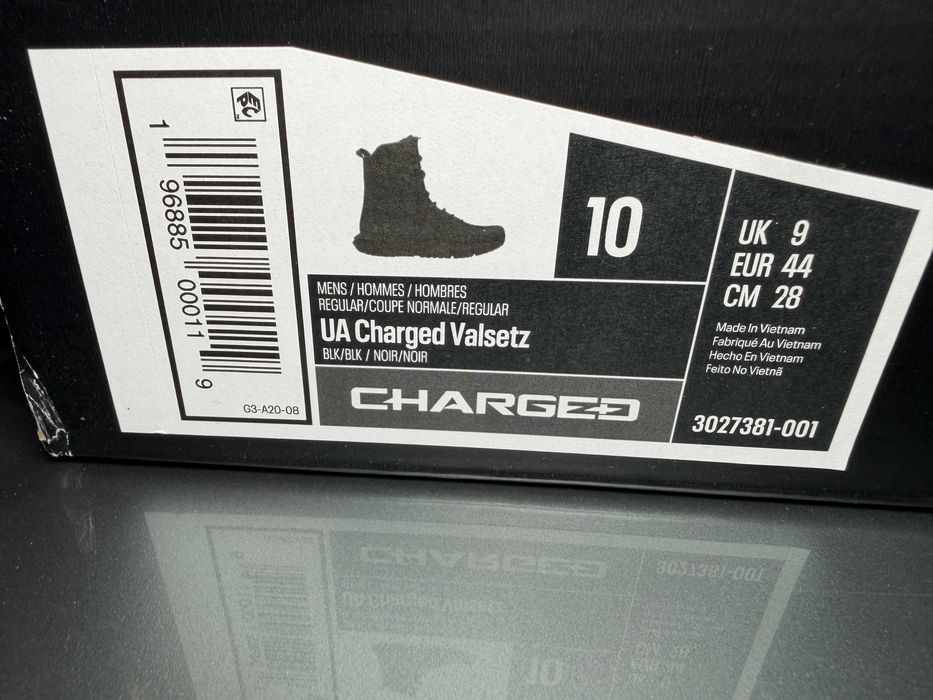 EPC
1 96885 00011 9
G3-A20-08
10
UK 9
EUR 44
CM 28
MENS / HOMMES / HOMBRES
REGULAR/COUPE NORMALE/REGULAR
UA Charged Valsetz
BLK/BLK / NOIR/NOIR
CHARGED
Made In Vietnam
Fabriqué Au Vietnam
Hecho En Vietnam
Feito No Vietnã
3027381-001